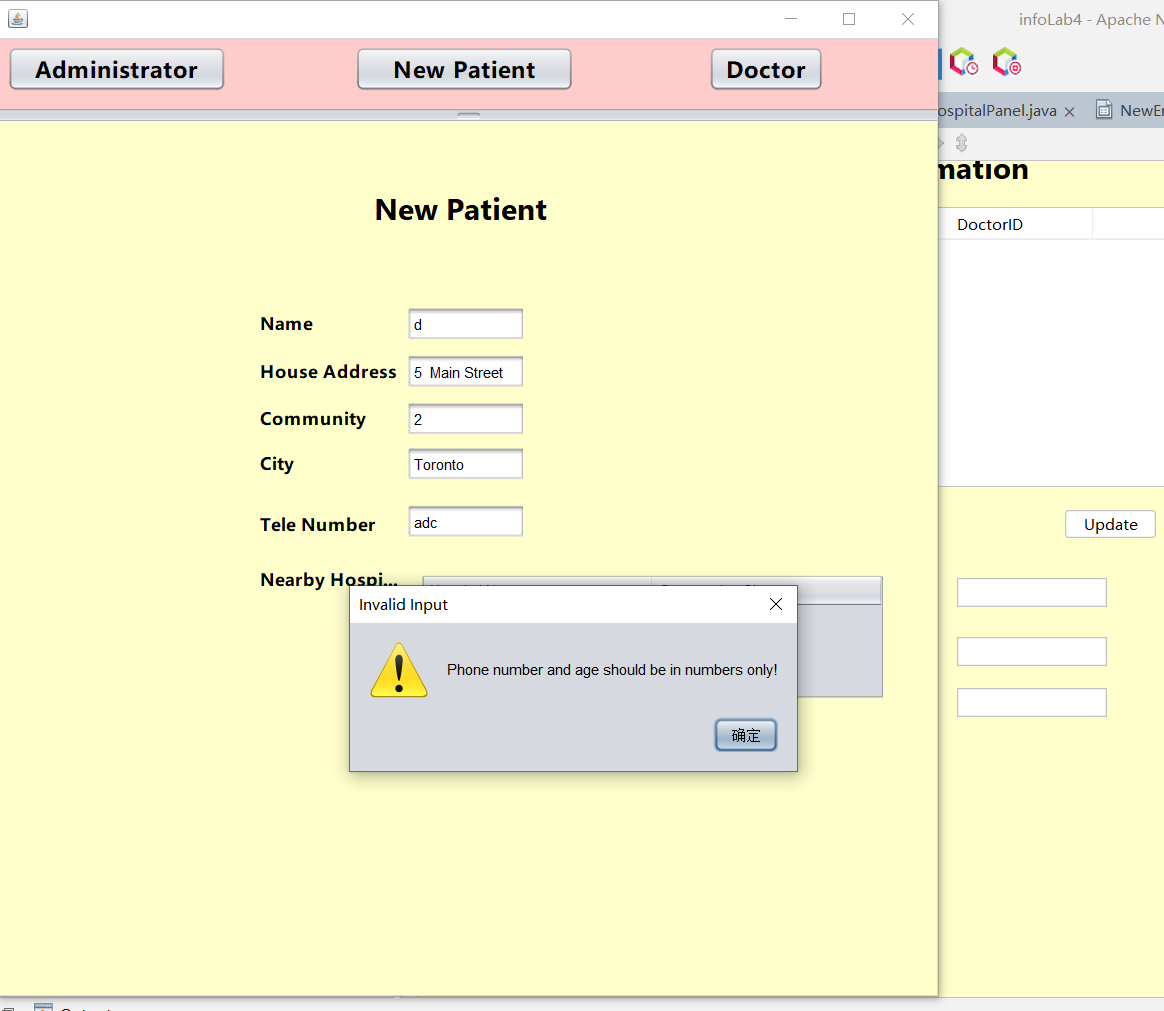 infoLab4 - Apache N
Administrator
New Patient
Doctor
ospitalPanel.java
NewEn
mation
DoctorID
New Patient
Name
d
House Address
5 Main Street
Community
2
City
Toronto
Tele Number
adc
Update
Nearby Hospi...
Invalid Input
Phone number and age should be in numbers only!
确定